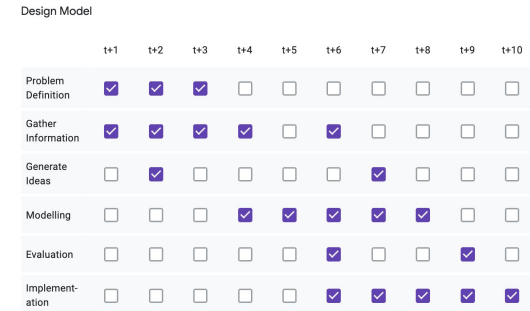 Design Model
t+1 t+2 t+3 t+4 t+5 t+6 t+7 t+8 t+9 t+10
Problem
Definition
Gather
Information
Generate
Ideas
Modelling
Evaluation
Implement-
ation